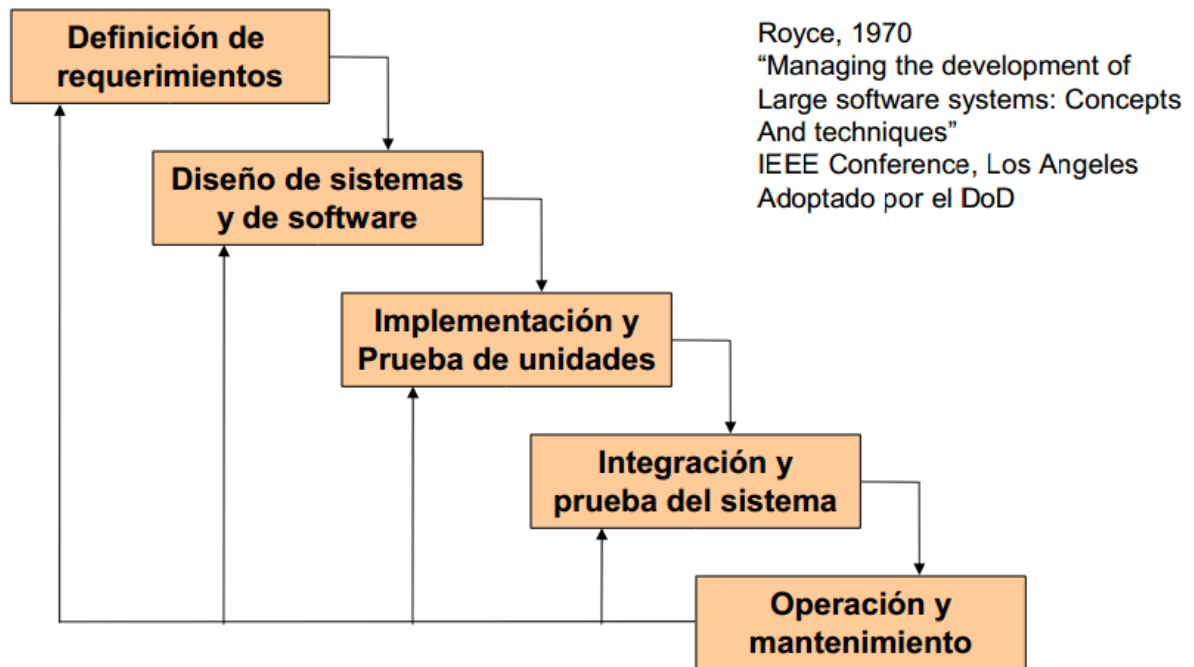 Definición de
requerimientos
Royce, 1970
“Managing the development of
Large software systems: Concepts
And techniques”
IEEE Conference, Los Angeles
Adoptado por el DoD
Diseño de sistemas
y de software
Implementación y
Prueba de unidades
Integración y
prueba del sistema
Operación y
mantenimiento